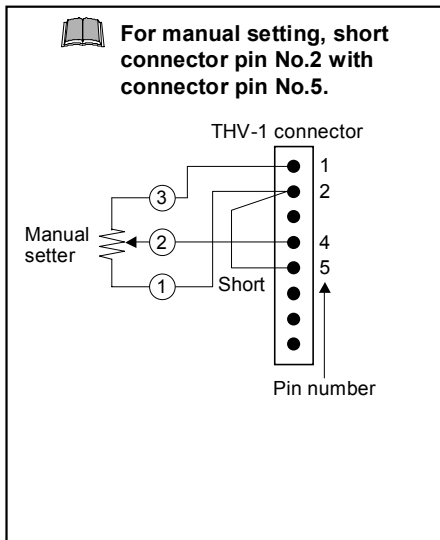 For manual setting, short
connector pin No.2 with
connector pin No.5.
THV-1 connector
1
3
2
Manual
setter
2
4
5
1
Short
Pin number